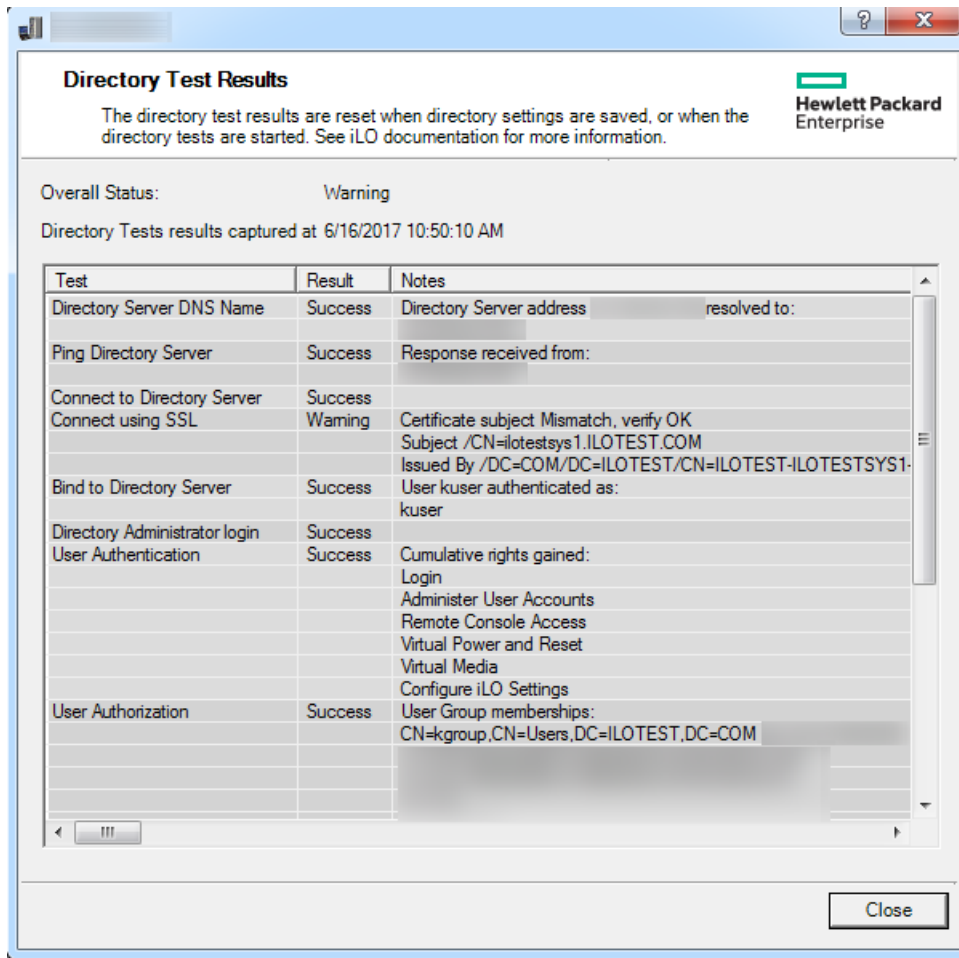 Directory Test Results
The directory test results are reset when directory settings are saved, or when the
directory tests are started. See iLO documentation for more information.
Hewlett Packard
Enterprise
Overall Status: Warning
Directory Tests results captured at 6/16/2017 10:50:10 AM
Test Result Notes
Directory Server DNS Name Success Directory Server address resolved to:
Ping Directory Server Success Response received from:
Connect to Directory Server Success
Connect using SSL Warning Certificate subject Mismatch, verify OK
Subject /CN=ilotestsys1.ILOTEST.COM
Issued By /DC=COM/DC=ILOTEST/CN=ILOTEST-ILOTESTSYS1-
Bind to Directory Server Success User kuser authenticated as:
kuser
Directory Administrator login Success
User Authentication Success Cumulative rights gained:
Login
Administer User Accounts
Remote Console Access
Virtual Power and Reset
Virtual Media
Configure iLO Settings
User Authorization Success User Group memberships:
CN=kgroup,CN=Users,DC=ILOTEST,DC=COM
Close